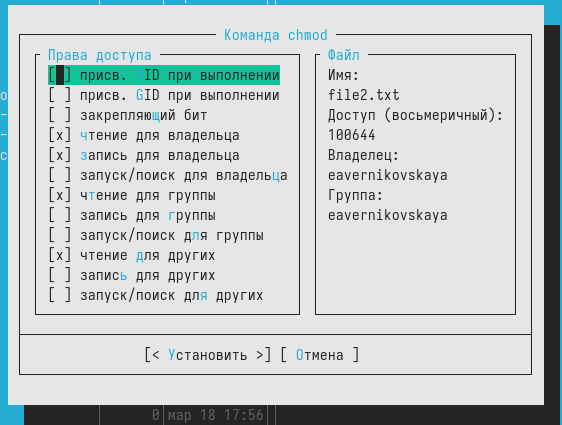 Команда chmod
Права доступа
[ ] присв. ID при выполнении
[ ] присв. GID при выполнении
[ ] закрепляющий бит
[x] чтение для владельца
[x] запись для владельца
[ ] запуск/поиск для владельца
[x] чтение для группы
[ ] запись для группы
[ ] запуск/поиск для группы
[x] чтение для других
[ ] запись для других
[ ] запуск/поиск для других
Файл
Имя:
file2.txt
Доступ (восьмеричный):
100644
Владелец:
eavernikovskaya
Группа:
eavernikovskaya
[< Установить >] [ Отмена ]
0 мар 18 17:56